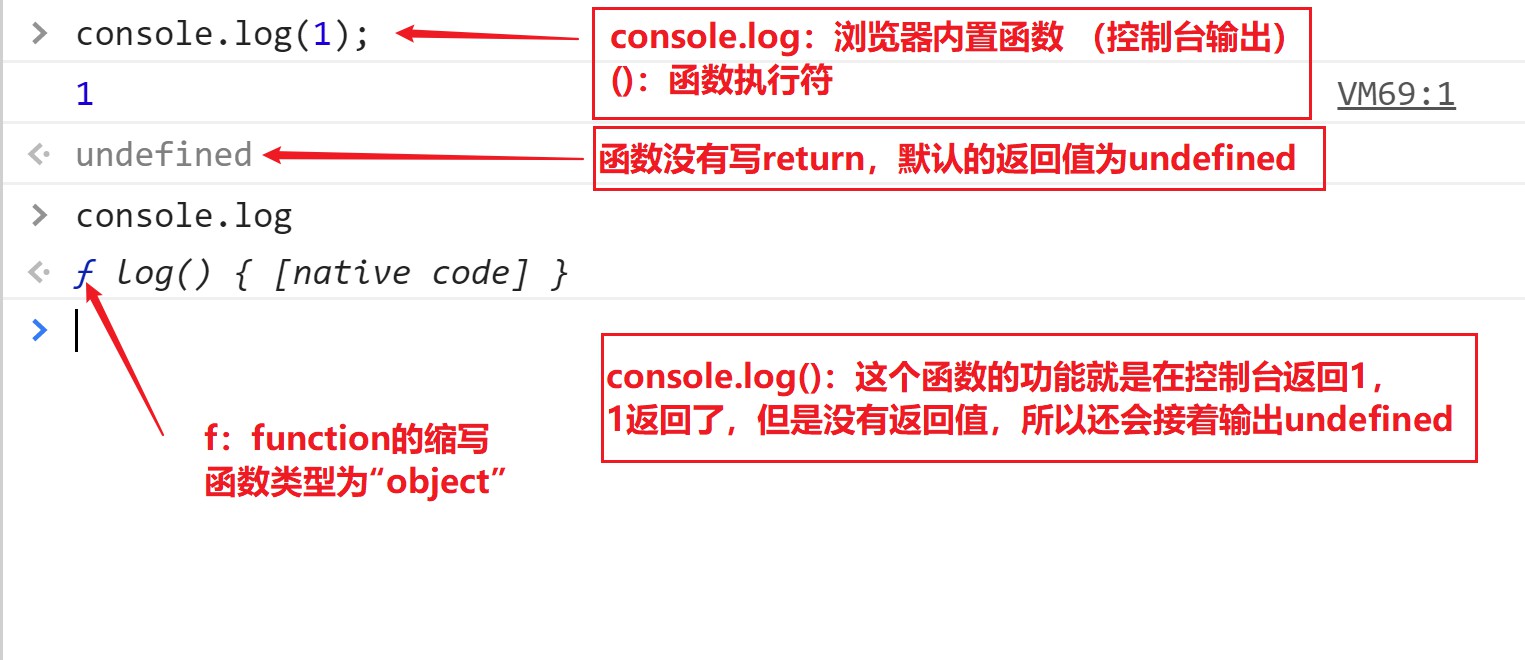 console.log(1);
console.log：浏览器内置函数 （控制台输出）
()：函数执行符
1
VM69:1
undefined
函数没有写return，默认的返回值为undefined
console.log
ƒ log() { [native code] }
console.log()：这个函数的功能就是在控制台返回1，
1返回了，但是没有返回值，所以还会接着输出undefined
f：function的缩写
函数类型为“object”